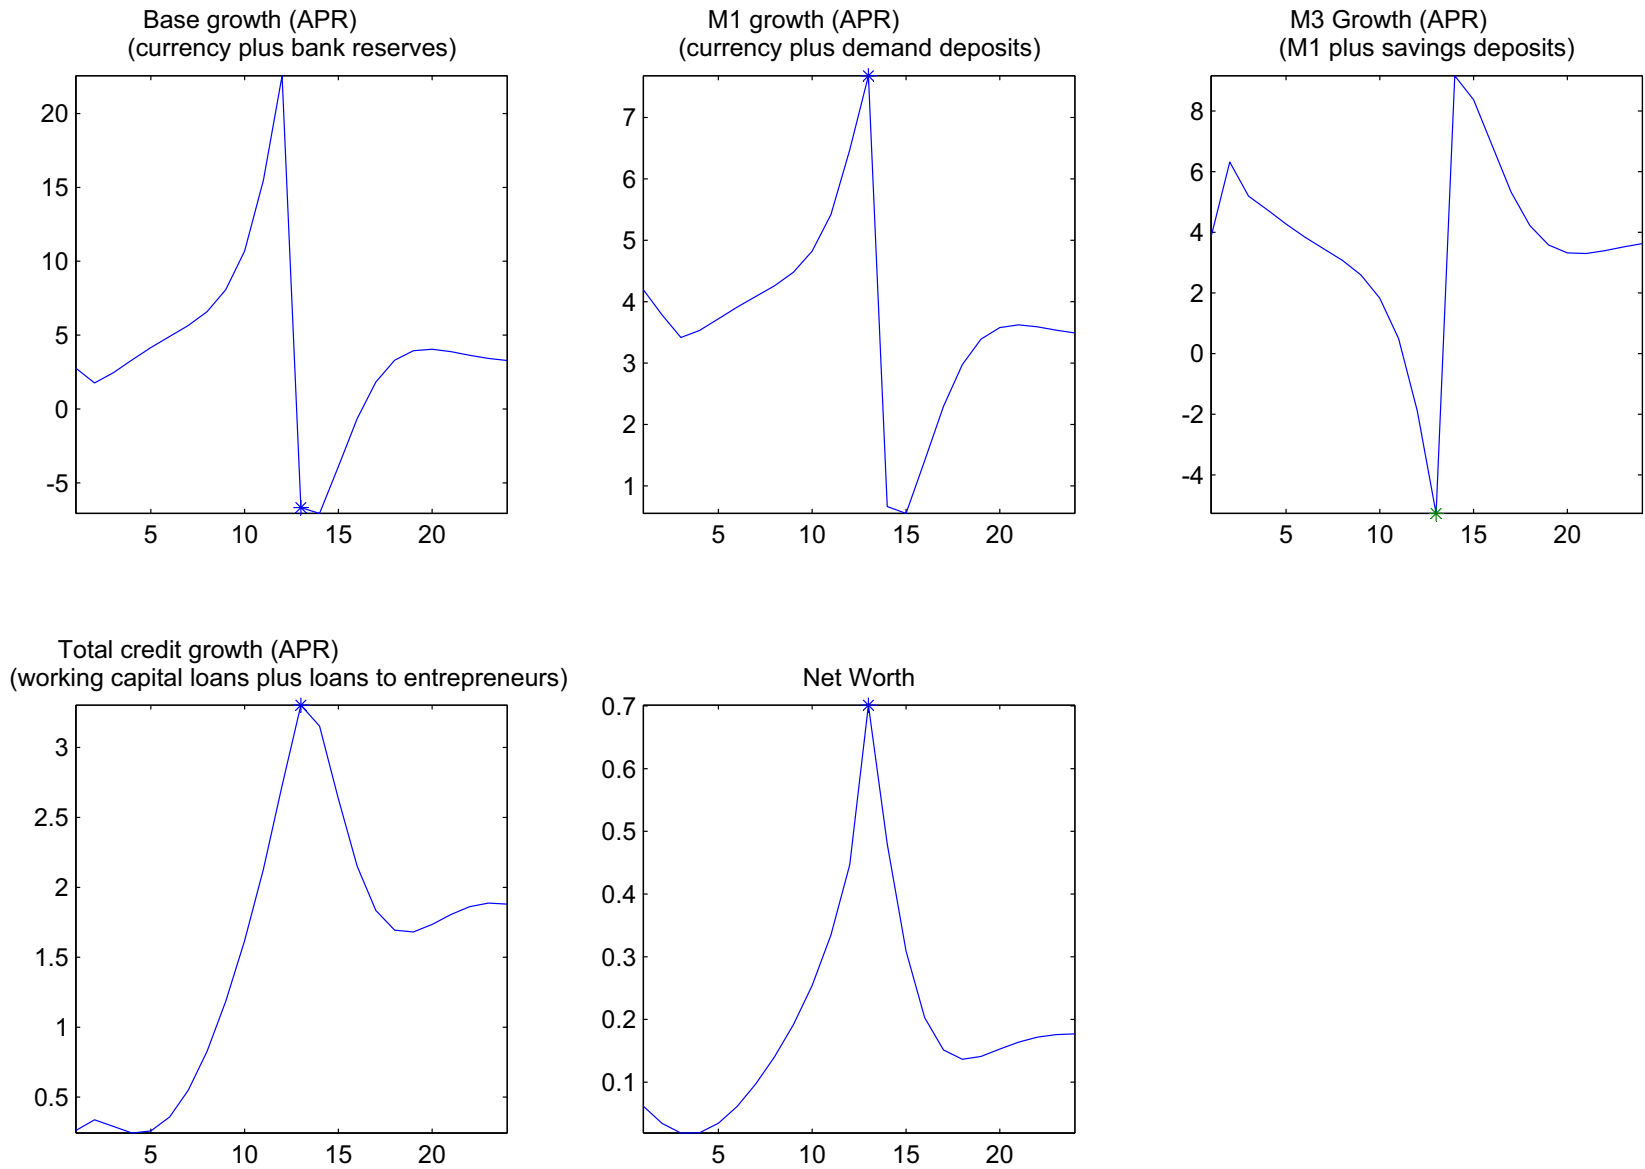 Base growth (APR)
(currency plus bank reserves)
20
15
10
5
0
-5
5 10 15 20
M1 growth (APR)
(currency plus demand deposits)
7
6
5
4
3
2
1
5 10 15 20
M3 Growth (APR)
(M1 plus savings deposits)
8
6
4
2
0
-2
-4
5 10 15 20
Total credit growth (APR)
(working capital loans plus loans to entrepreneurs)
3
2.5
2
1.5
1
0.5
5 10 15 20
Net Worth
0.7
0.6
0.5
0.4
0.3
0.2
0.1
5 10 15 20